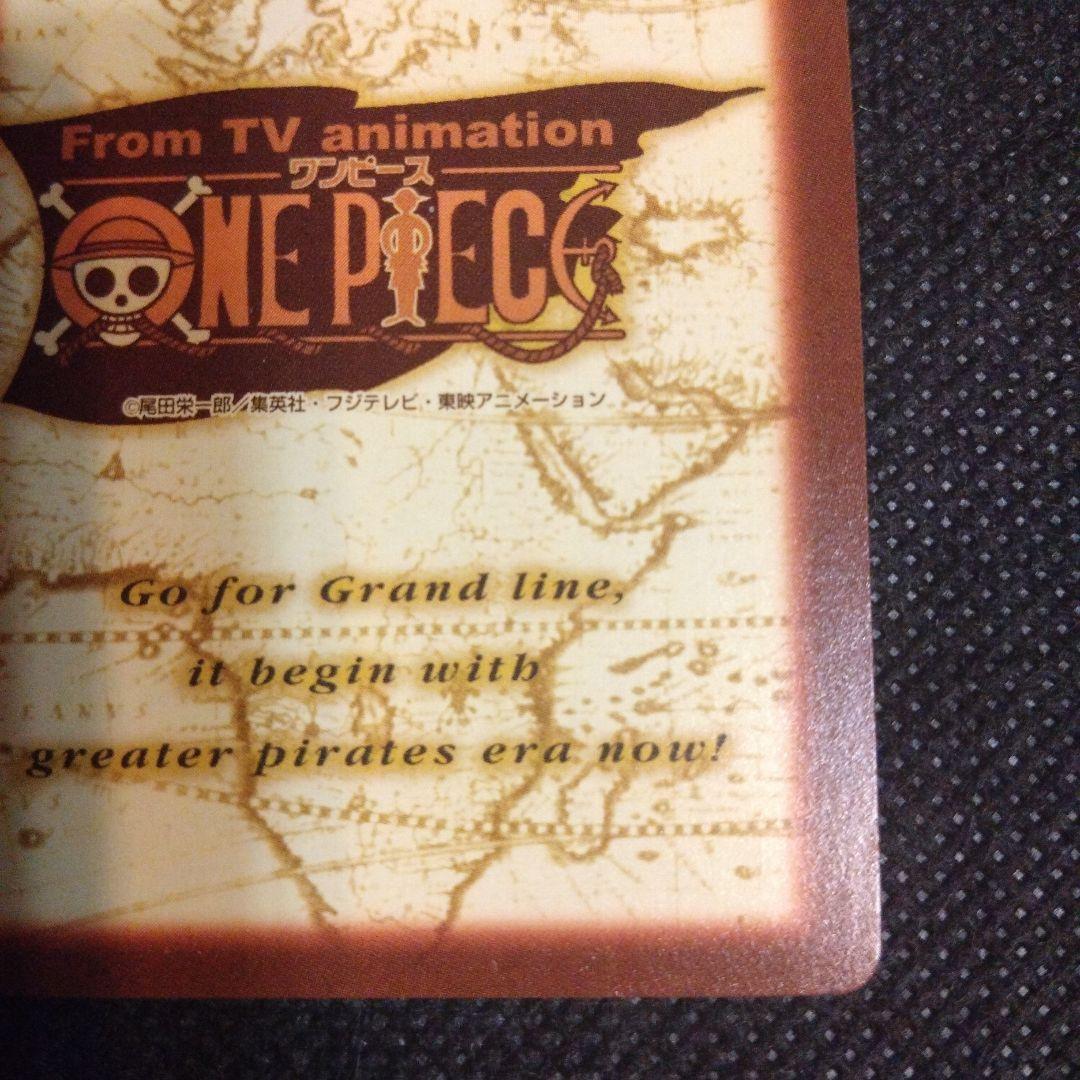 From TV animation
ワンピース
ONE PIECE
©尾田栄一郎／集英社・フジテレビ・東映アニメーション
Go for Grand line,
it begin with
greater pirates era now!